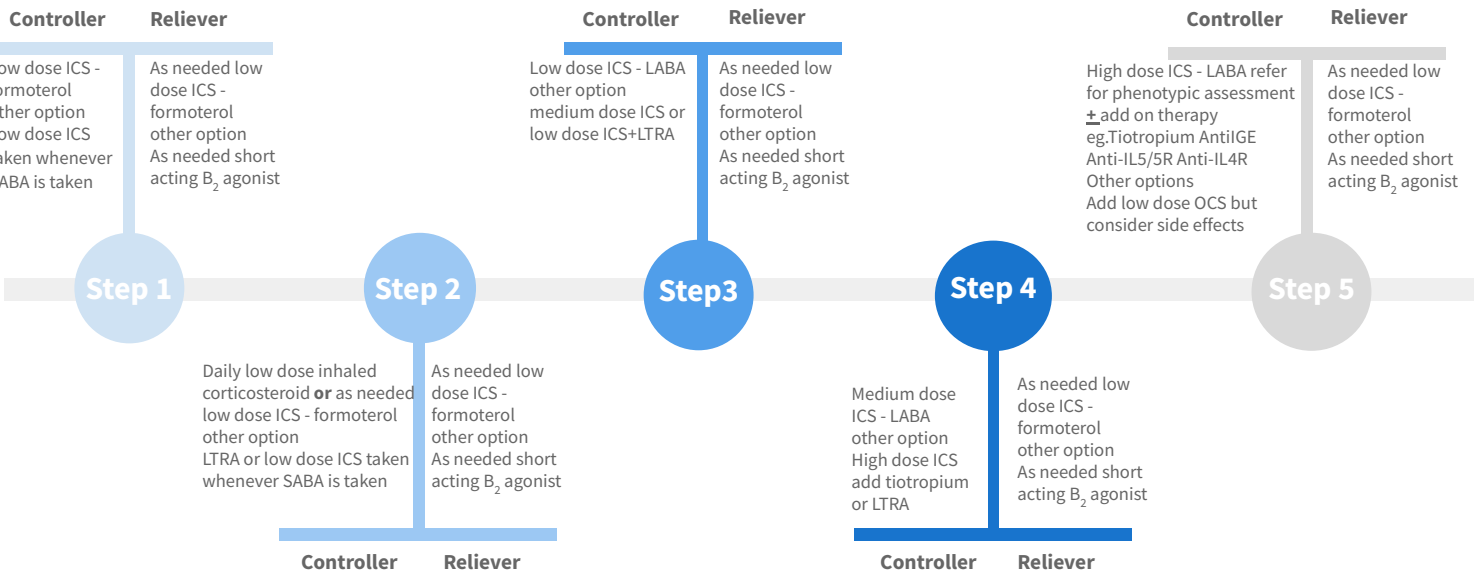 Controller Reliever
ow dose ICS -
ormoterol
ther option
ow dose ICS
aken whenever
ABA is taken
As needed low
dose ICS -
formoterol
other option
As needed short
acting B2 agonist
Step 1
Step 2
Daily low dose inhaled
corticosteroid or as needed
low dose ICS - formoterol
other option
LTRA or low dose ICS taken
whenever SABA is taken
As needed low
dose ICS -
formoterol
other option
As needed short
acting B2 agonist
Controller Reliever
Controller Reliever
Low dose ICS - LABA
other option
medium dose ICS or
low dose ICS+LTRA
As needed low
dose ICS -
formoterol
other option
As needed short
acting B2 agonist
Step3
Step 4
Medium dose
ICS - LABA
other option
High dose ICS
add tiotropium
or LTRA
As needed low
dose ICS -
formoterol
other option
As needed short
acting B2 agonist
Controller Reliever
Controller Reliever
High dose ICS - LABA refer
for phenotypic assessment
+ add on therapy
eg.Tiotropium AntiIGE
Anti-IL5/5R Anti-IL4R
Other options
Add low dose OCS but
consider side effects
As needed low
dose ICS -
formoterol
other option
As needed short
acting B2 agonist
Step 5